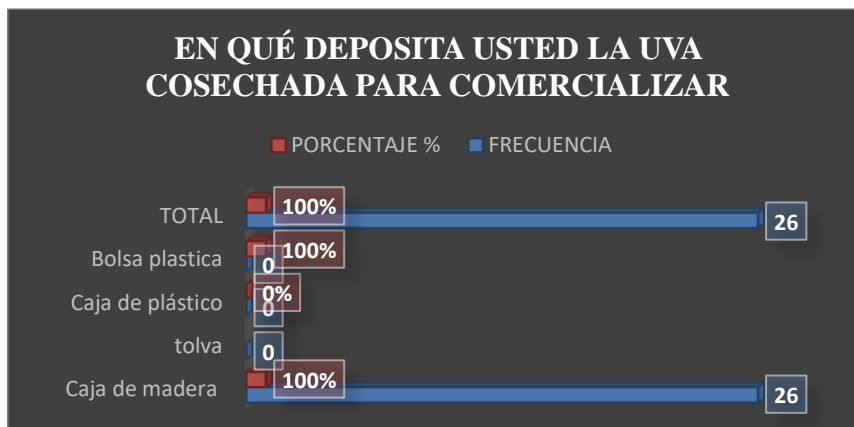 EN QUÉ DEPOSITA USTED LA UVA
COSECHADA PARA COMERCIALIZAR
PORCENTAJE % FRECUENCIA
TOTAL 100% 26
Bolsa plastica 100% 0
Caja de plástico 0% 0
tolva 0
Caja de madera 100% 26